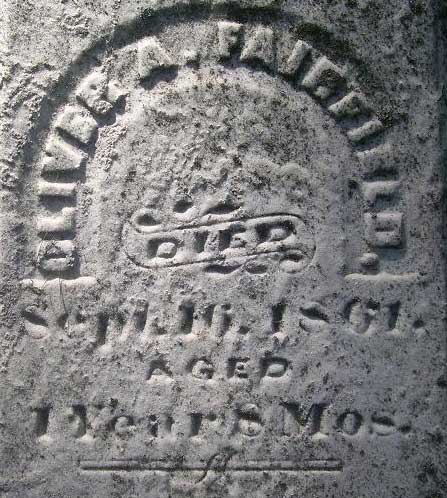 OLIVER A. FAIRFIELD.
DIED
Sept. 16, 1861.
AGED
1 Year 8 Mos.